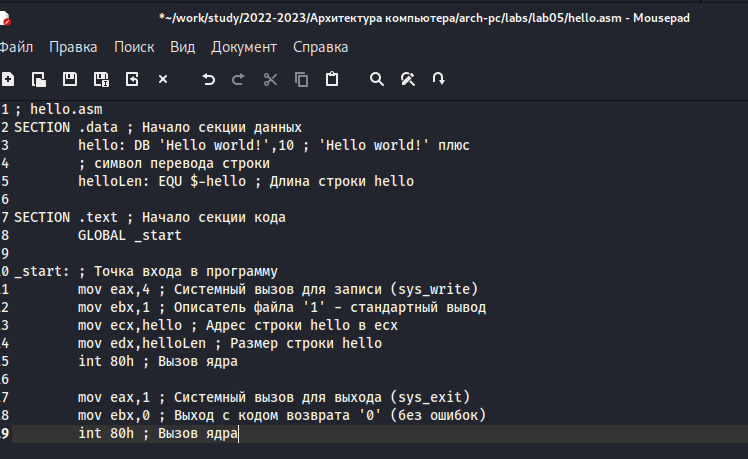 *~/work/study/2022-2023/Архитектура компьютера/arch-pc/labs/lab05/hello.asm - Mousepad
Файл Правка Поиск Вид Документ Справка
1 ; hello.asm
2 SECTION .data ; Начало секции данных
3 hello: DB 'Hello world!',10 ; 'Hello world!' плюс
4 ; символ перевода строки
5 helloLen: EQU $-hello ; Длина строки hello
6
7 SECTION .text ; Начало секции кода
8 GLOBAL _start
9
0 _start: ; Точка входа в программу
1 mov eax,4 ; Системный вызов для записи (sys_write)
2 mov ebx,1 ; Описатель файла '1' - стандартный вывод
3 mov ecx,hello ; Адрес строки hello в ecx
4 mov edx,helloLen ; Размер строки hello
5 int 80h ; Вызов ядра
6
7 mov eax,1 ; Системный вызов для выхода (sys_exit)
8 mov ebx,0 ; Выход с кодом возврата '0' (без ошибок)
9 int 80h ; Вызов ядра